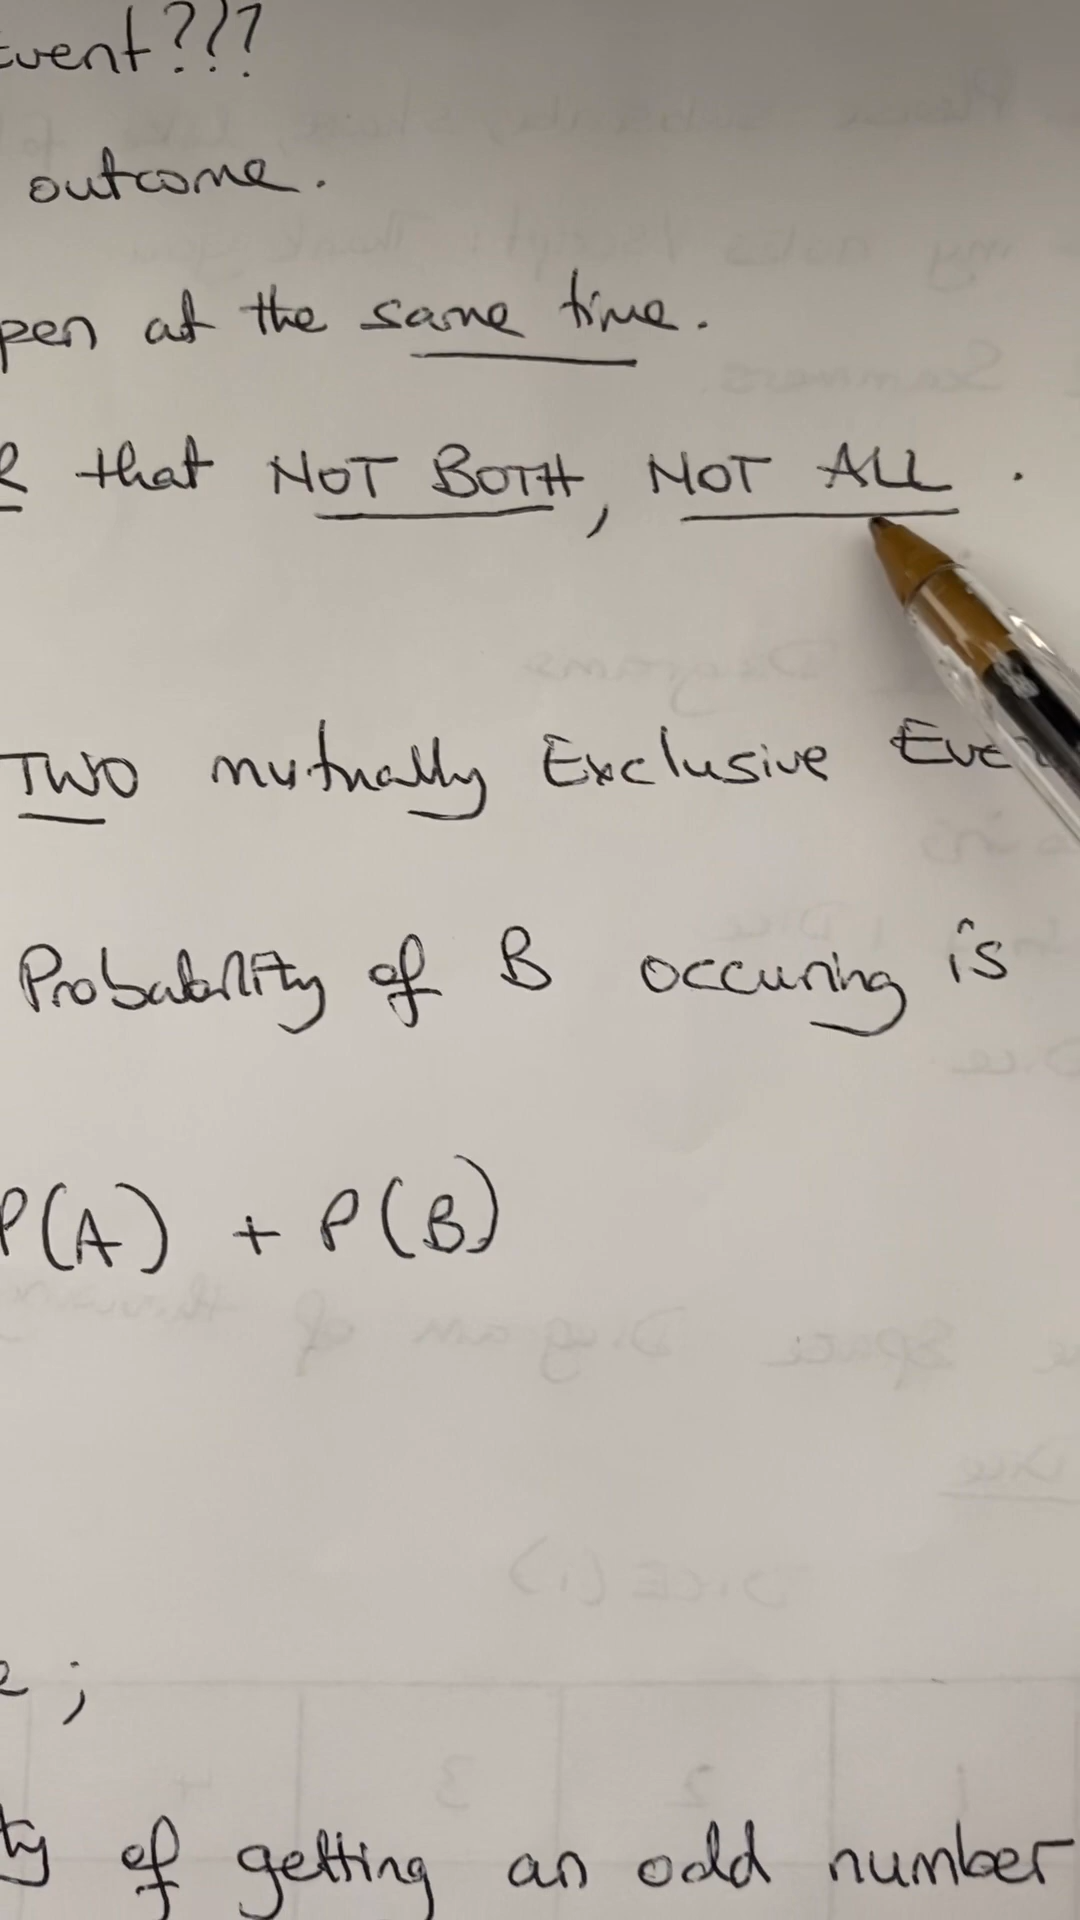 Event???
outcome.
at the same time.
that NOT BOTH, NOT ALL.
TWO mutually Exclusive
Probability of B occuring is
P(A) + P(B)
;
of getting an odd number